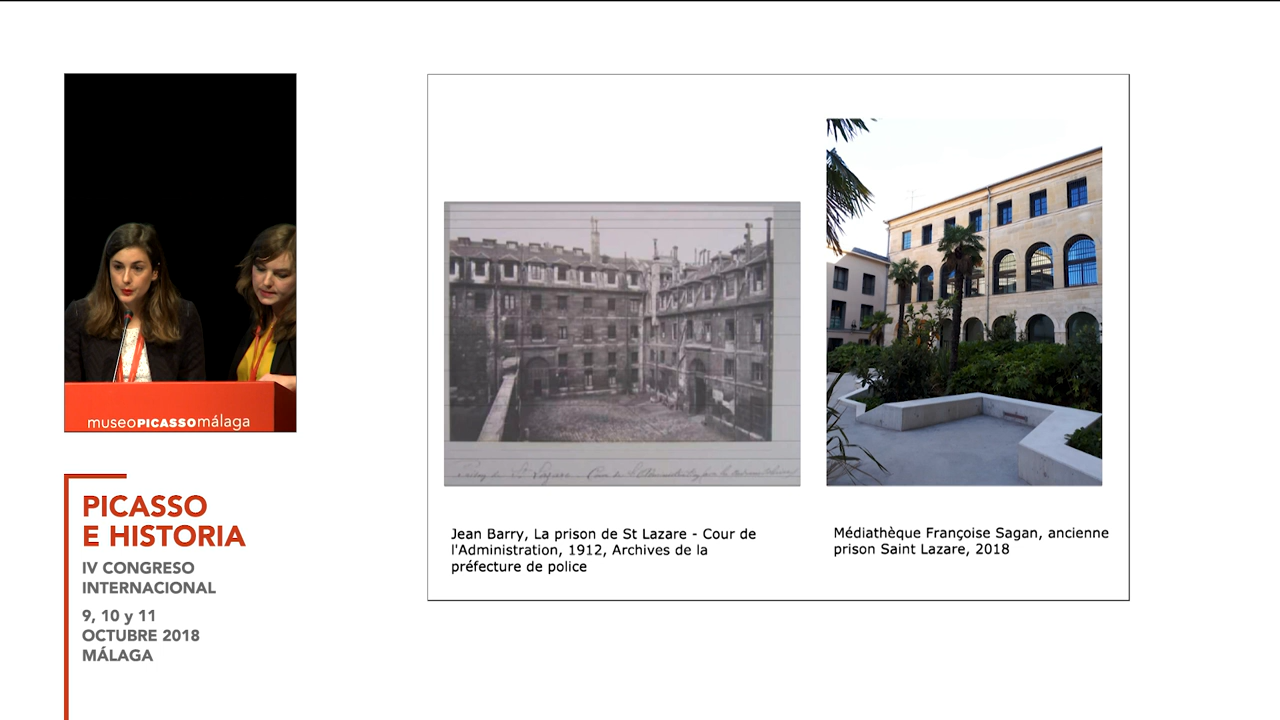 museoPICASSOmálaga
PICASSO
E HISTORIA
IV CONGRESO
INTERNACIONAL
9, 10 y 11
OCTUBRE 2018
MÁLAGA
Jean Barry, La prison de St Lazare - Cour de
l'Administration, 1912, Archives de la
préfecture de police
Médiathèque Françoise Sagan, ancienne
prison Saint Lazare, 2018